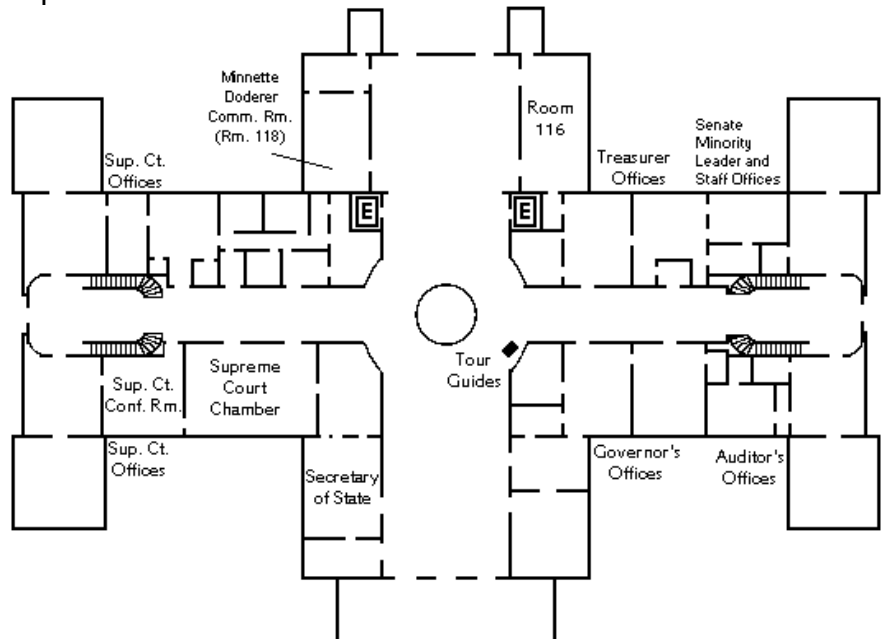 Minnette
Doderer
Comm. Rm.
(Rm. 118)
Room
116
Senate
Minority
Leader and
Staff Offices
Treasurer
Offices
Sup. Ct.
Offices
E
E
Tour
Guides
Supreme
Court
Chamber
Sup. Ct.
Conf. Rm.
Sup. Ct.
Offices
Secretary
of State
Governor's
Offices
Auditor's
Offices